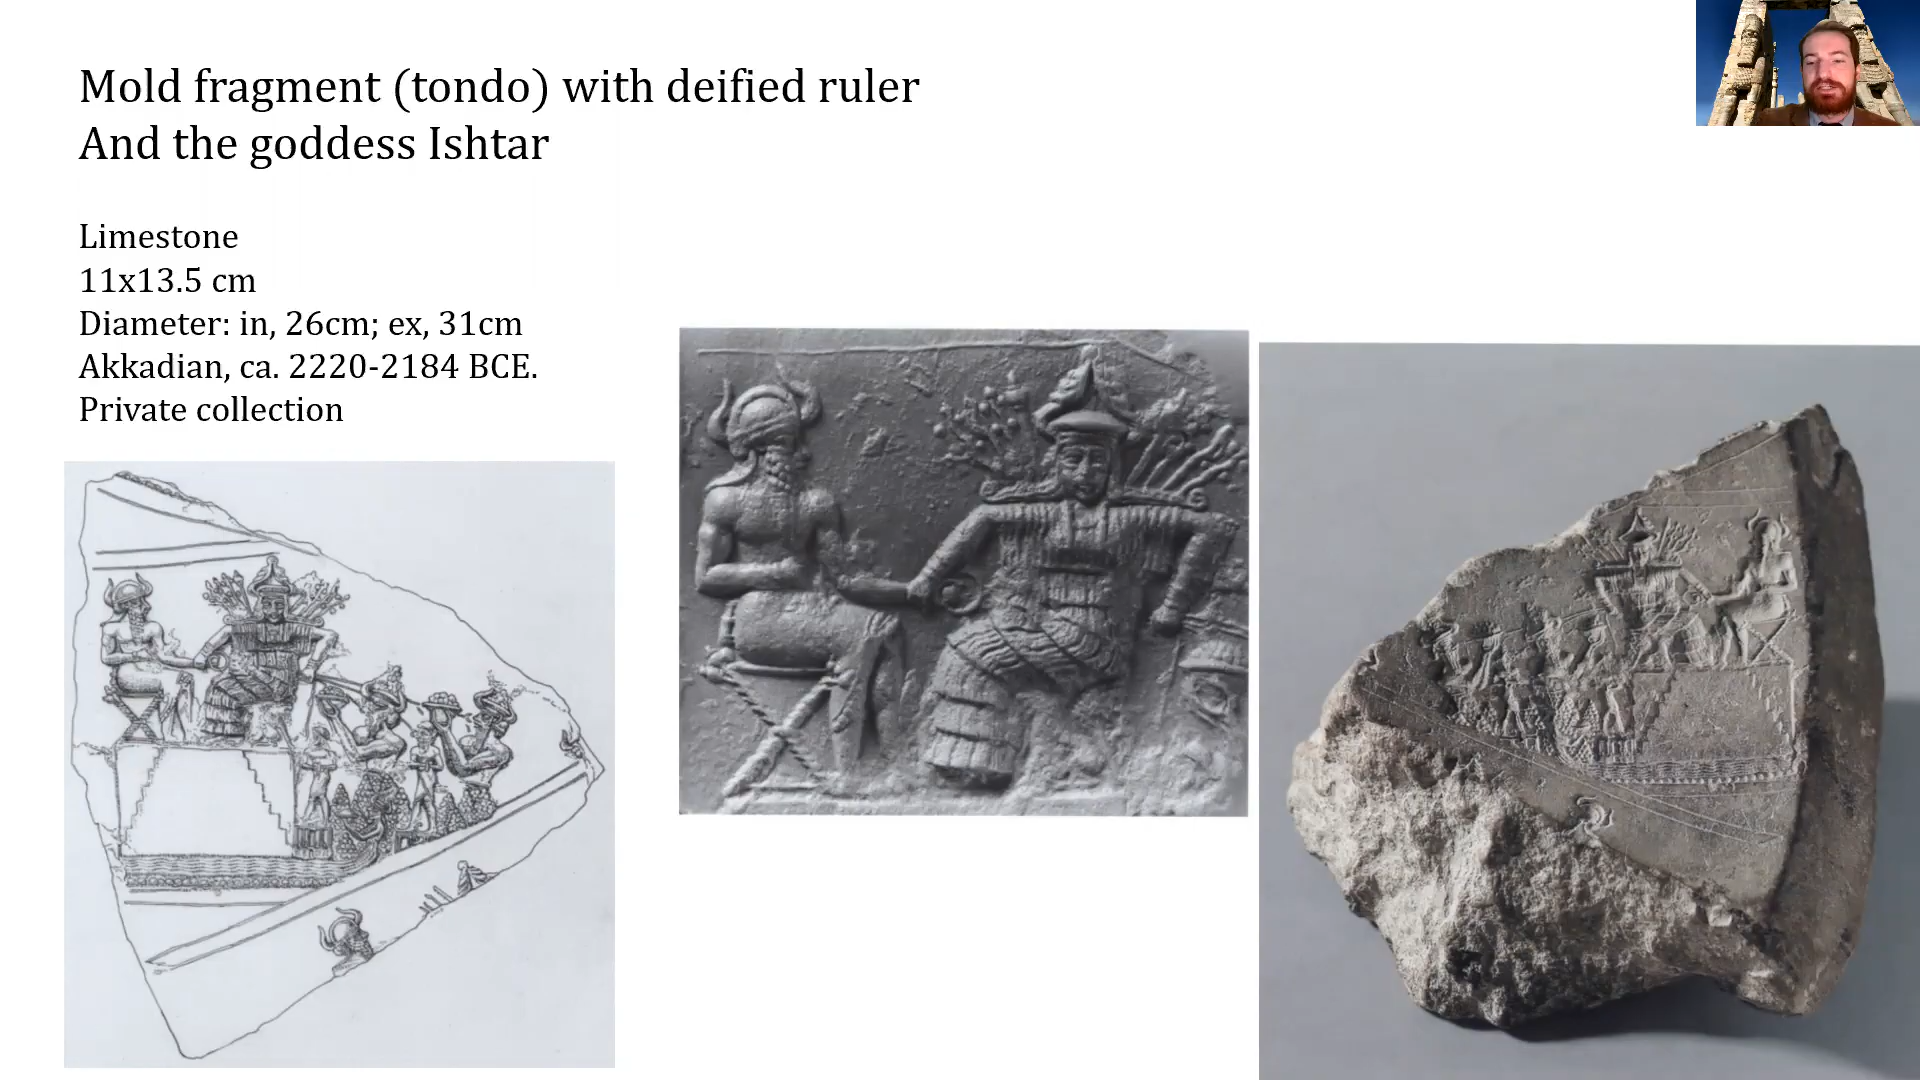 Mold fragment (tondo) with deified ruler
And the goddess Ishtar
Limestone
11x13.5 cm
Diameter: in, 26cm; ex, 31cm
Akkadian, ca. 2220-2184 BCE.
Private collection